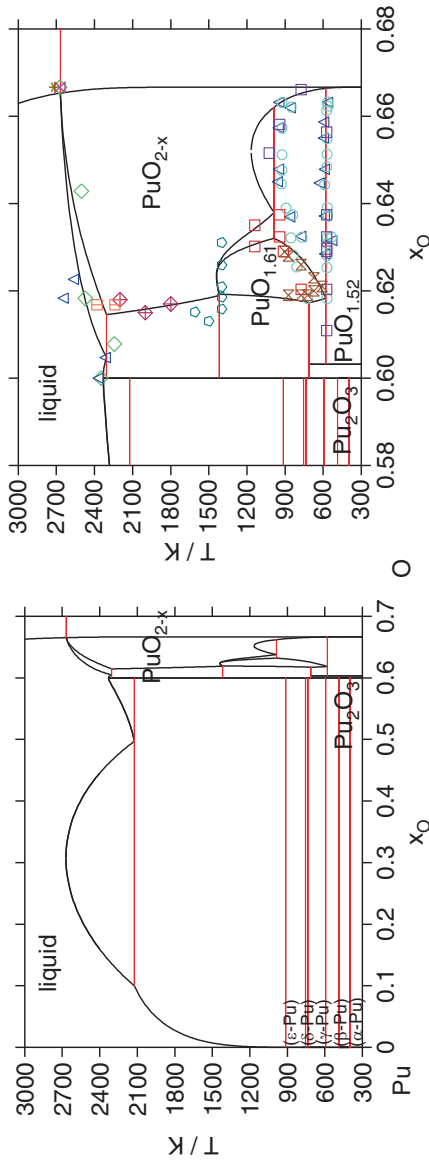 3000
2700
2400
2100
1800
1500
1200
900
600
300
T / K
liquid
PuO2-x
Pu2O3
(ε-Pu)
(δ-Pu)
(γ-Pu)
(β-Pu)
(α-Pu)
0 0.1 0.2 0.3 0.4 0.5 0.6 0.7
Pu xO O
3000
2700
2400
2100
1800
1500
1200
900
600
300
T / K
liquid
PuO2-x
PuO1.61
PuO1.52
Pu2O3
0.58 0.60 0.62 0.64 0.66 0.68
xO